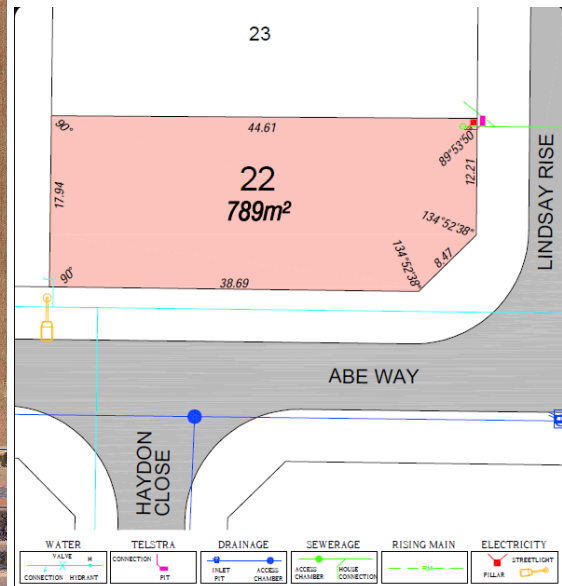 23
90°
44.61
89°53'50"
12.21
17.94
22
789m²
134°52'38"
134°52'38"
8.47
90°
38.69
LINDSAY RISE
ABE WAY
HAYDON
CLOSE
WATER
VALVE
H
CONNECTION
HYDRANT
TELSTRA
CONNECTION
PIT
DRAINAGE
INLET
PIT
ACCESS
CHAMBER
SEWERAGE
ACCESS
CHAMBER
HOUSE
CONNECTION
RISING MAIN
RM
ELECTRICITY
STREETLIGHT
PILLAR